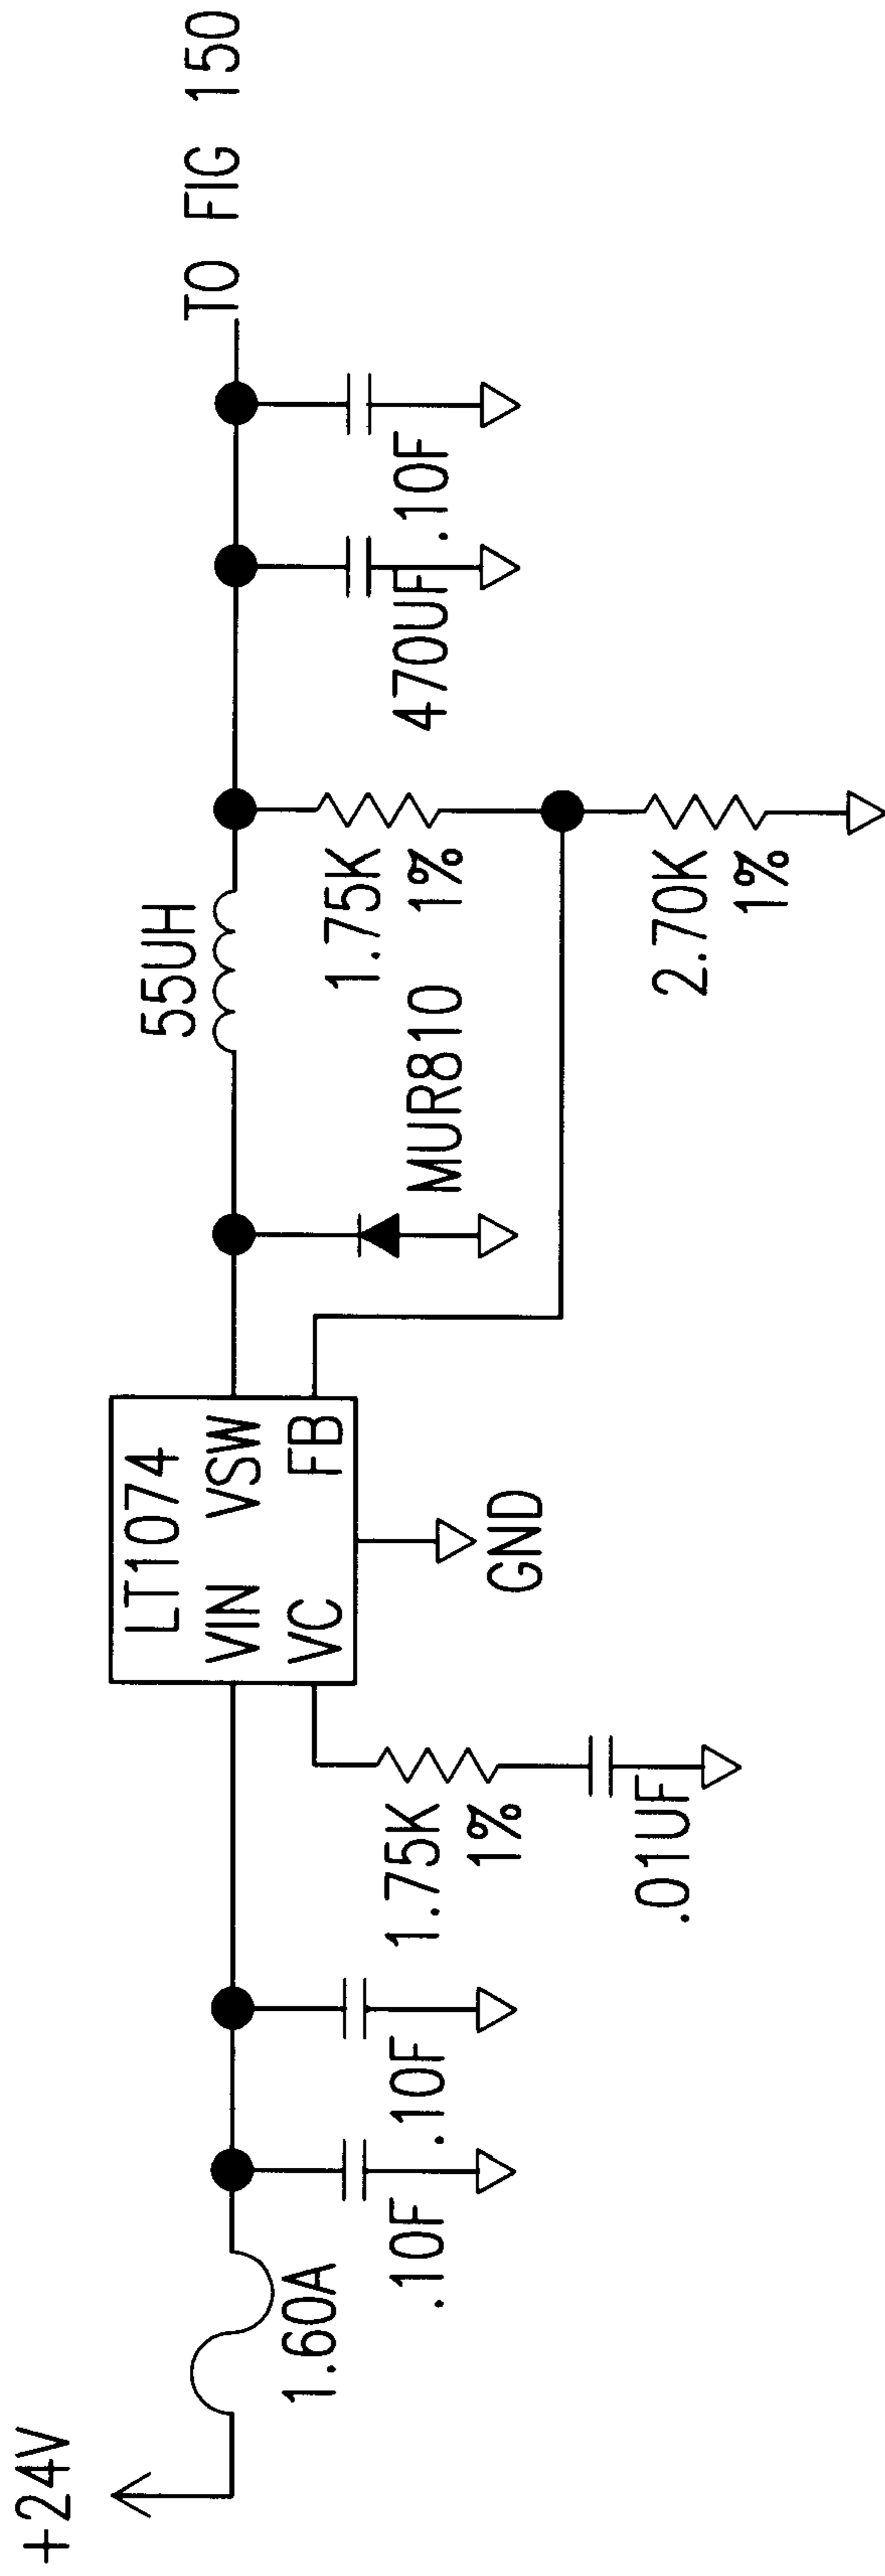 +24V
1.60A
.10F
.10F
1.75K
1%
.01UF
LT1074
VIN VSW
VC FB
GND
MUR810
55UH
1.75K
1%
2.70K
1%
470UF
.10F
TO FIG 150